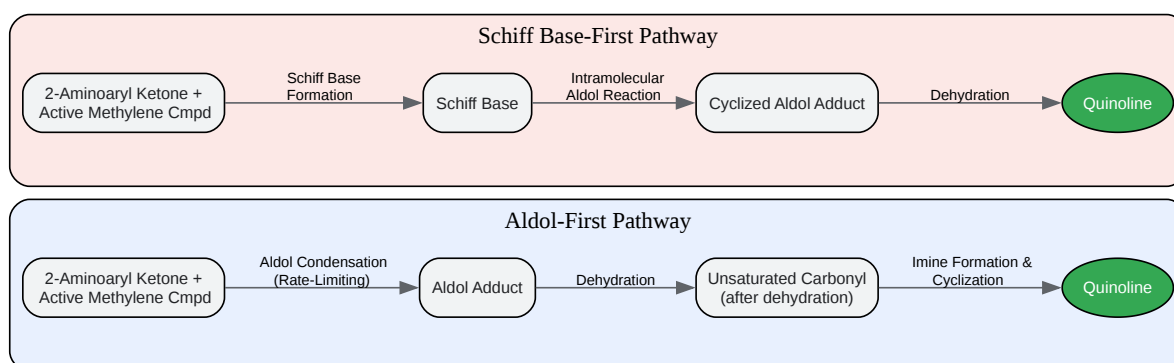 Schiff Base-First Pathway
2-Aminoaryl Ketone +
Active Methylene Cmpd
Schiff Base
Formation
Schiff Base
Intramolecular
Aldol Reaction
Cyclized Aldol Adduct
Dehydration
Quinoline
Aldol-First Pathway
2-Aminoaryl Ketone +
Active Methylene Cmpd
Aldol Condensation
(Rate-Limiting)
Aldol Adduct
Dehydration
Unsaturated Carbonyl
(after dehydration)
Imine Formation &
Cyclization
Quinoline